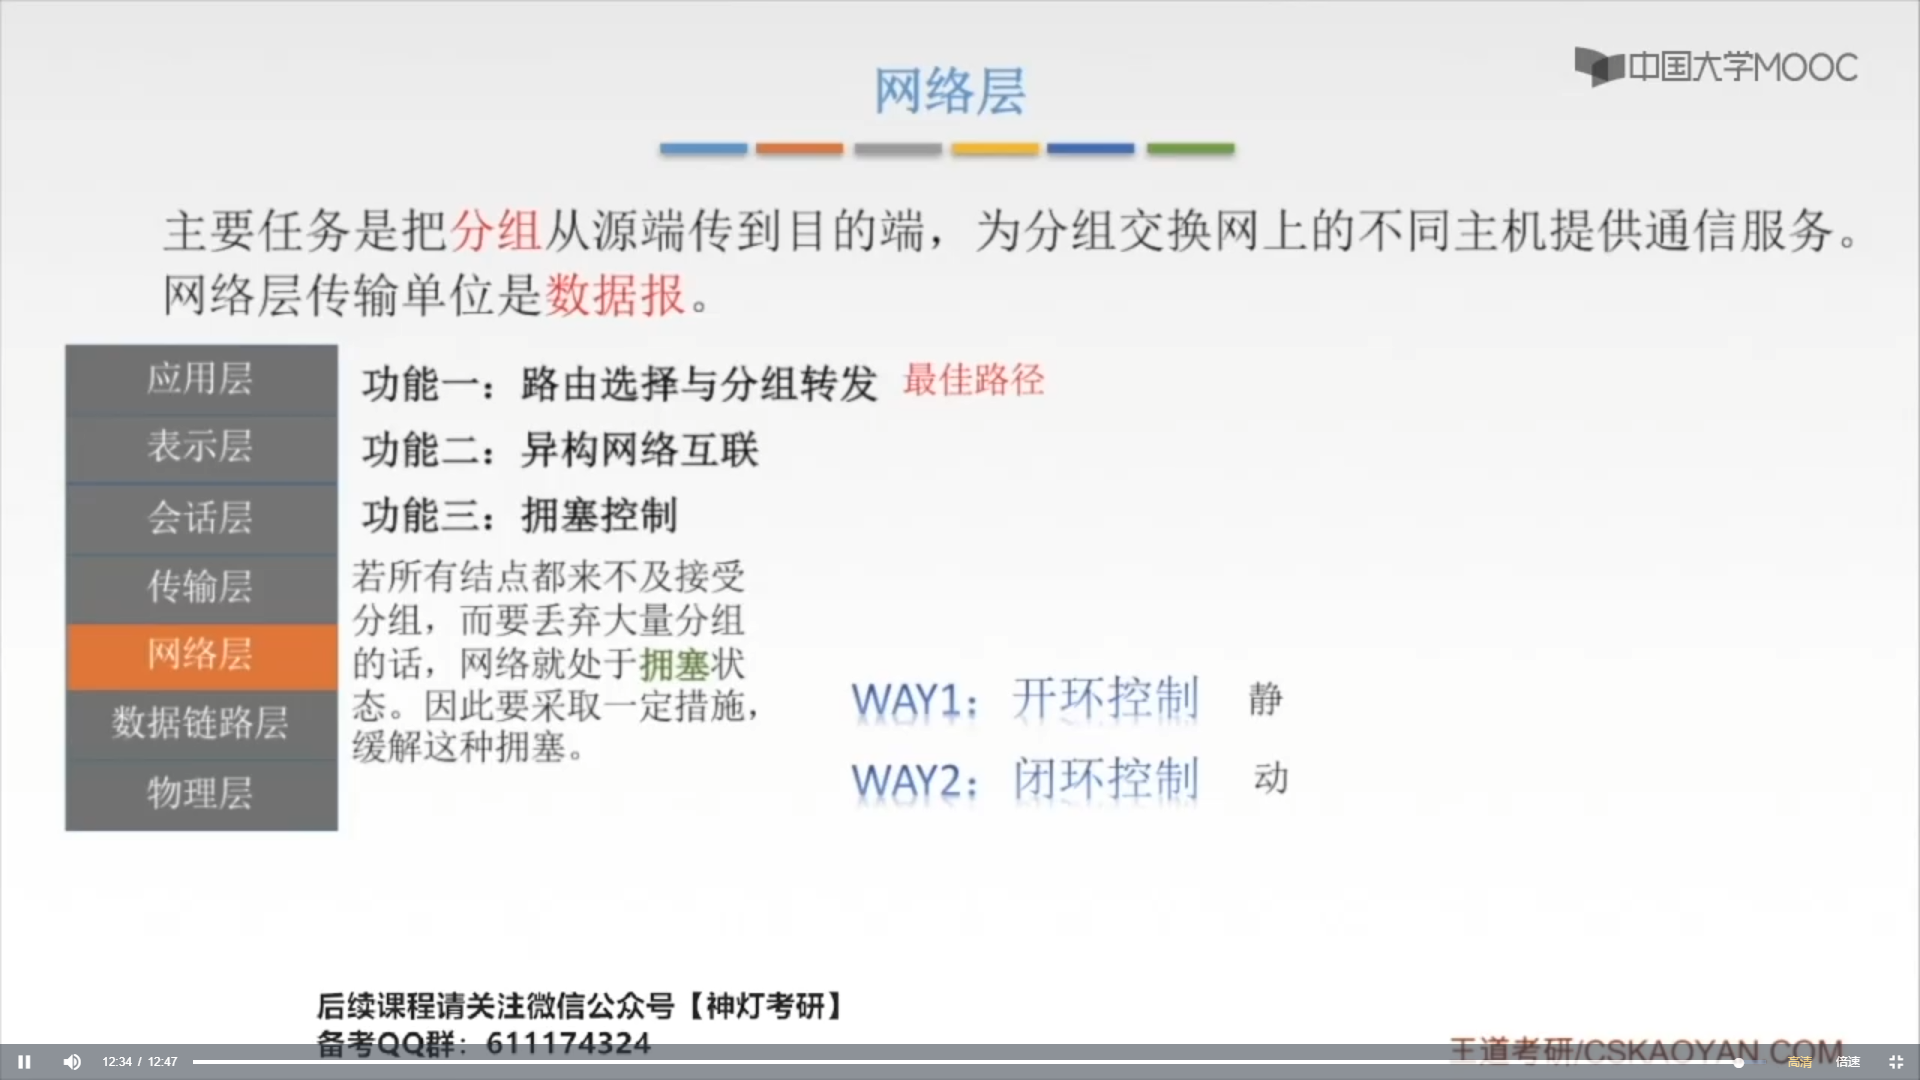 网络层
中国大学MOOC
主要任务是把分组从源端传到目的端，为分组交换网上的不同主机提供通信服务。
网络层传输单位是数据报。
应用层
表示层
会话层
传输层
网络层
数据链路层
物理层
功能一：路由选择与分组转发 最佳路径
功能二：异构网络互联
功能三：拥塞控制
若所有结点都来不及接受
分组，而要丢弃大量分组
的话，网络就处于拥塞状
态。因此要采取一定措施，
缓解这种拥塞。
WAY1：开环控制 静
WAY2：闭环控制 动
后续课程请关注微信公众号【神灯考研】
备考QQ群：611174324
王道考研/CSKAOYAN.COM
12:34 / 12:47
高清 倍速